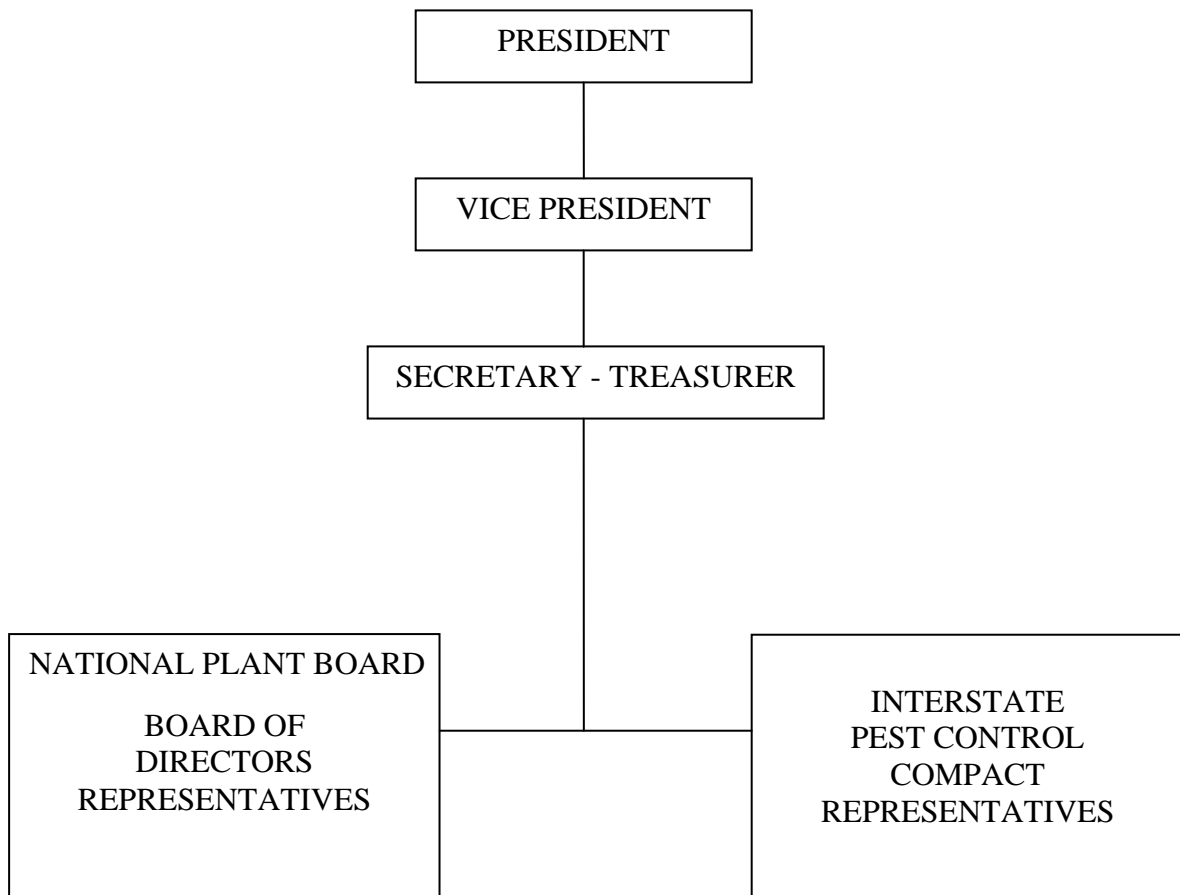 PRESIDENT
VICE PRESIDENT
SECRETARY - TREASURER
NATIONAL PLANT BOARD
BOARD OF
DIRECTORS
REPRESENTATIVES
INTERSTATE
PEST CONTROL
COMPACT
REPRESENTATIVES